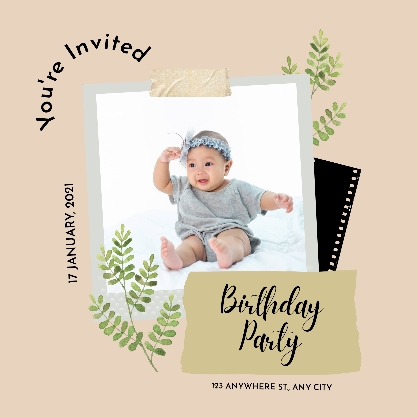 You're Invited
17 JANUARY, 2021
Birthday
Party
123 ANYWHERE ST., ANY CITY